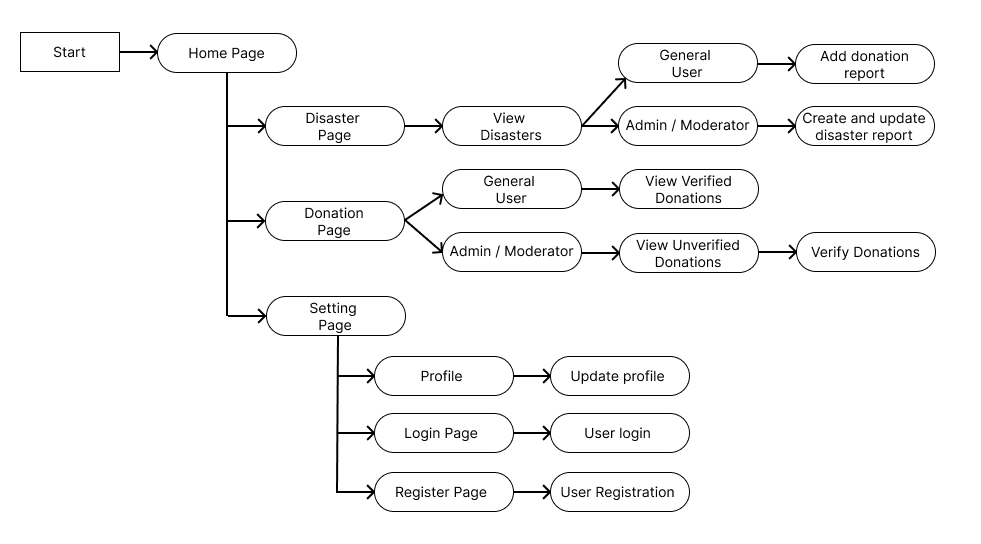 Start
Home Page
General
User
Add donation
report
Disaster
Page
View
Disasters
Admin / Moderator
Create and update
disaster report
General
User
View Verified
Donations
Donation
Page
Admin / Moderator
View Unverified
Donations
Verify Donations
Setting
Page
Profile
Update profile
Login Page
User login
Register Page
User Registration